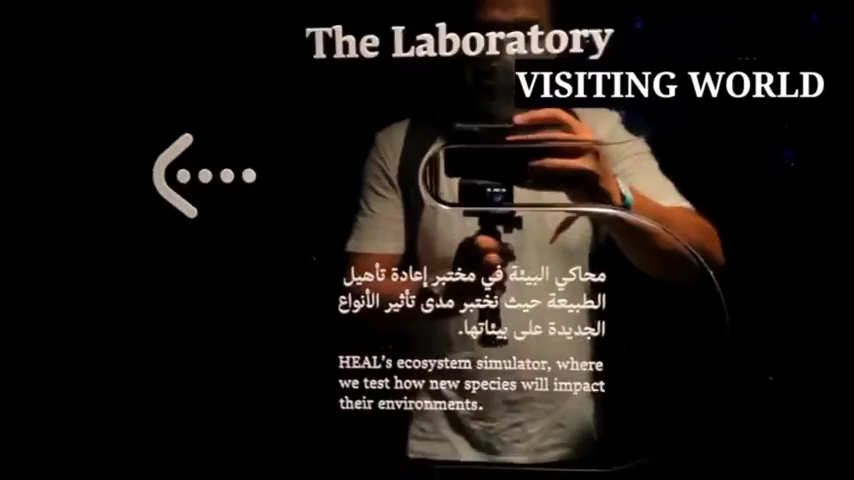 The Laboratory
VISITING WORLD
محاكي البيئة في مختبر إعادة تأهيل
الطبيعة حيث نختبر مدى تأثير الأنواع
الجديدة على بيئاتها.
HEAL's ecosystem simulator, where
we test how new species will impact
their environments.